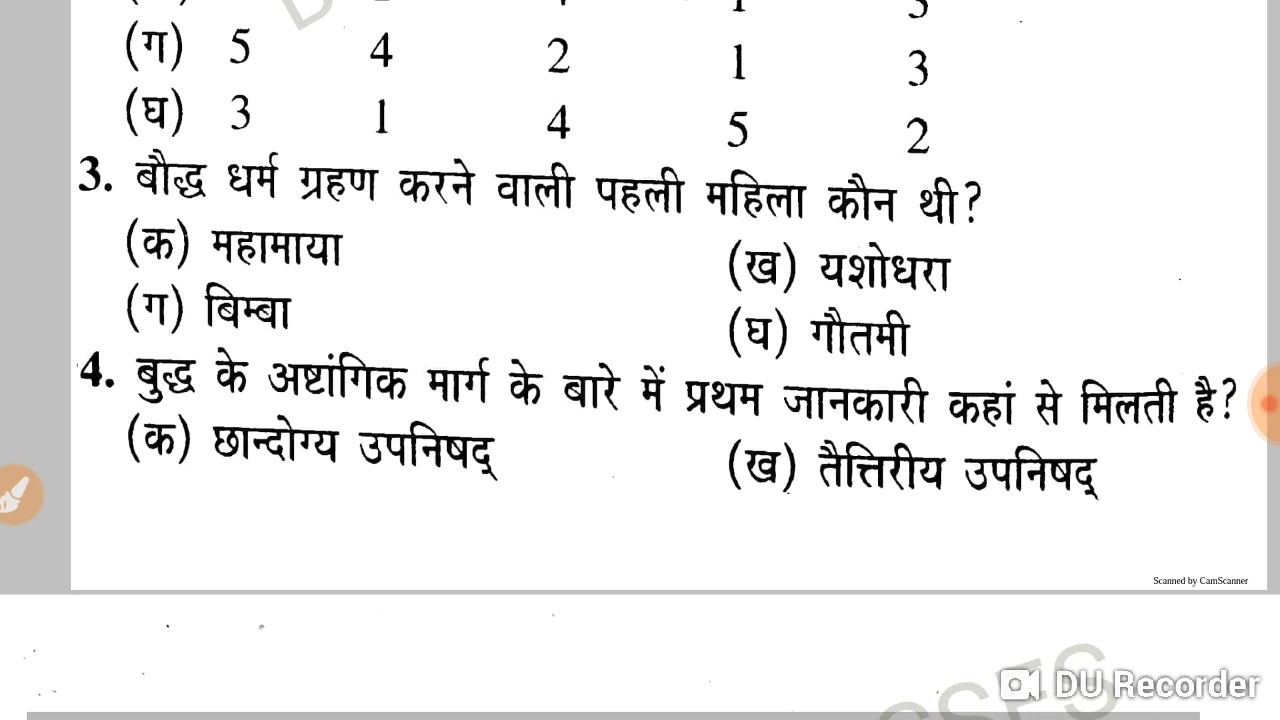 (ग) 5 4 2 1 3
(घ) 3 1 4 5 2
3. बौद्ध धर्म ग्रहण करने वाली पहली महिला कौन थी?
(क) महामाया (ख) यशोधरा
(ग) बिम्बा (घ) गौतमी
4. बुद्ध के अष्टांगिक मार्ग के बारे में प्रथम जानकारी कहां से मिलती है?
(क) छान्दोग्य उपनिषद् (ख) तैत्तिरीय उपनिषद्
Scanned by CamScanner
DU Recorder